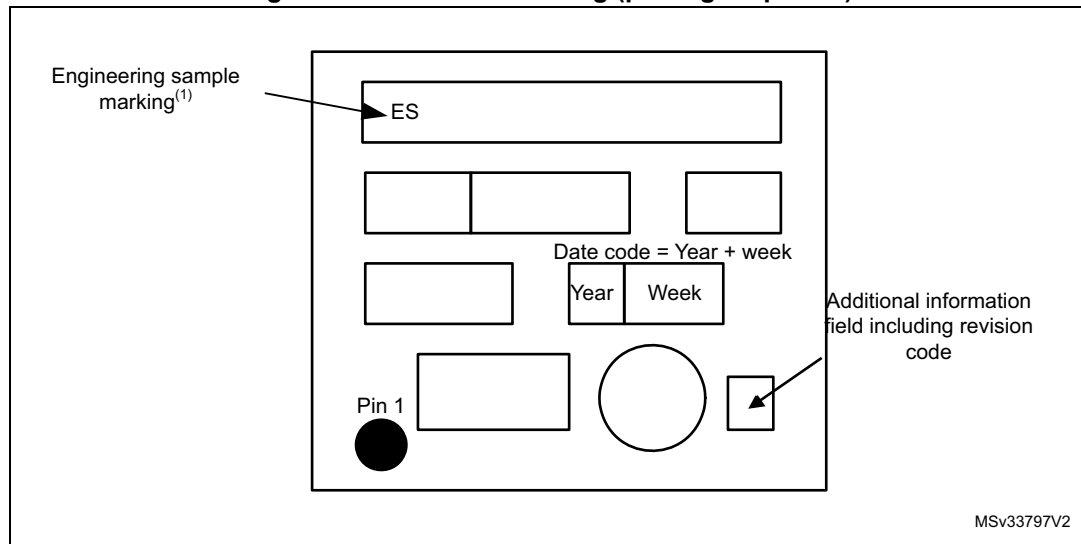 Engineering sample
marking(1)
ES
Date code = Year + week
Year
Week
Additional information
field including revision
code
Pin 1
MSv33797V2